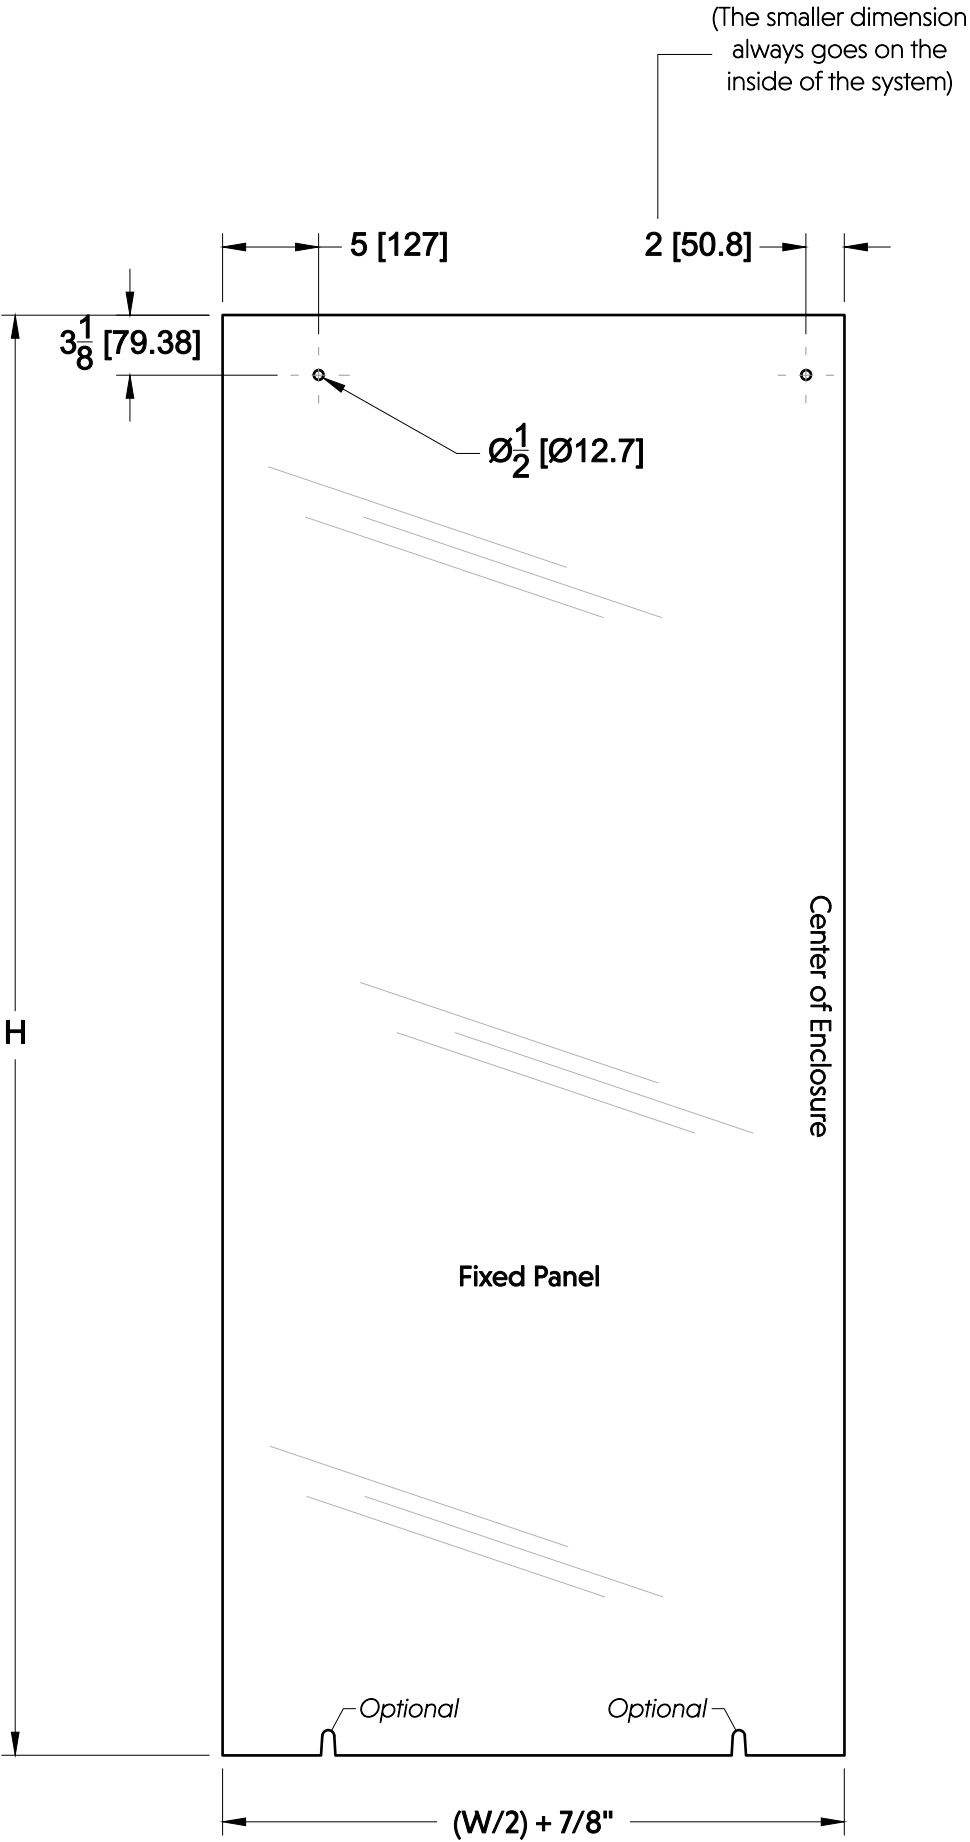 (The smaller dimension
always goes on the
inside of the system)
5 [127]
2 [50.8]
3 1/8 [79.38]
Ø1/2 [Ø12.7]
Center of Enclosure
H
Fixed Panel
Optional
Optional
(W/2) + 7/8"